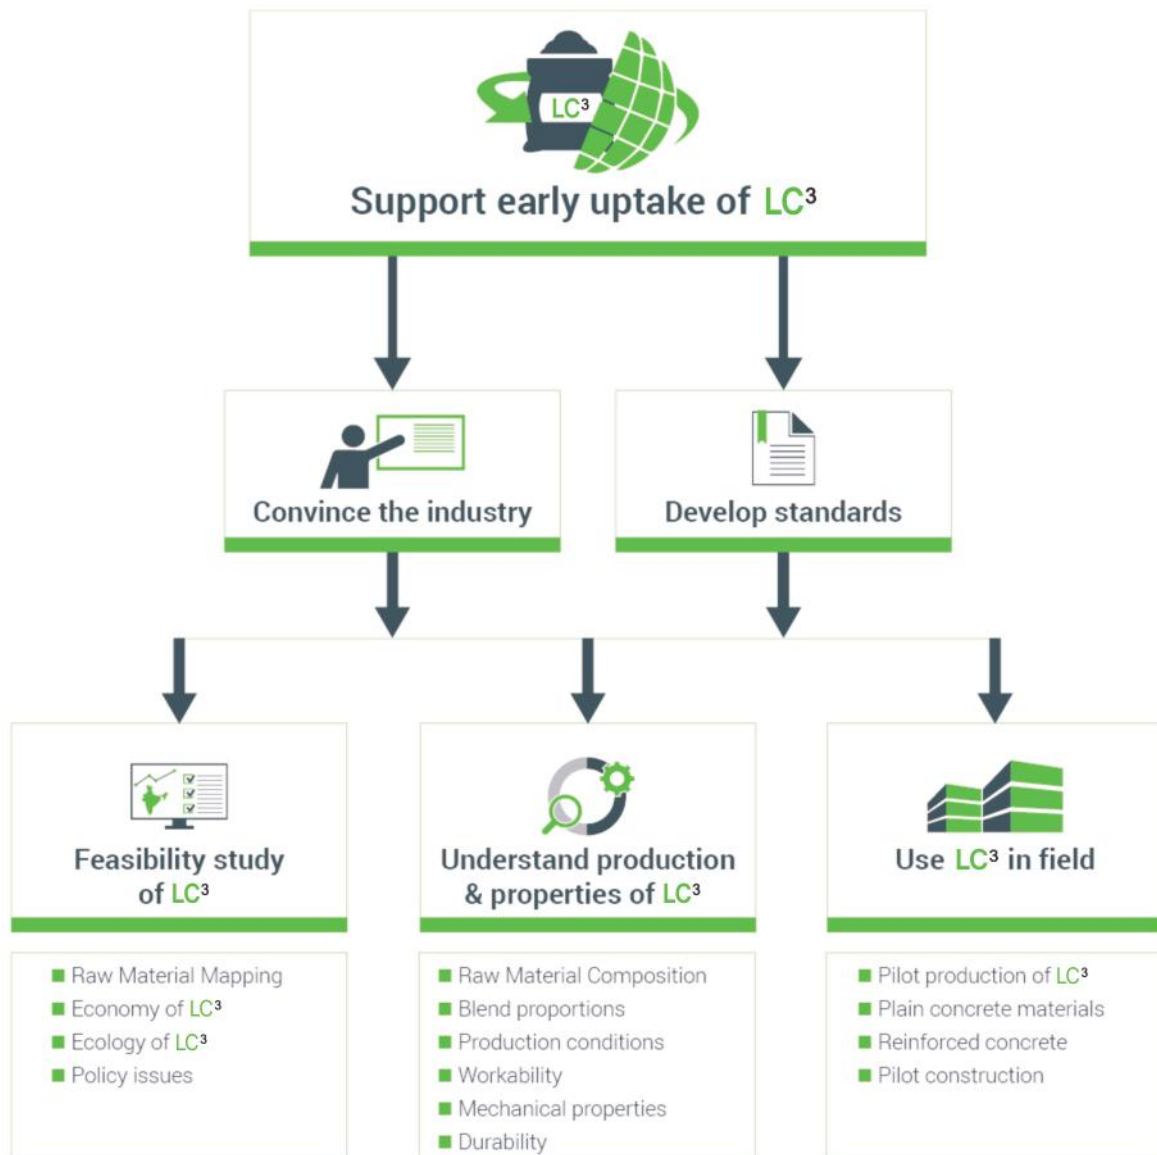 LC³
Support early uptake of LC³
Convince the industry
Develop standards
Feasibility study
of LC³
Understand production
& properties of LC³
Use LC³ in field
Raw Material Mapping
Economy of LC³
Ecology of LC³
Policy issues
Raw Material Composition
Blend proportions
Production conditions
Workability
Mechanical properties
Durability
Pilot production of LC³
Plain concrete materials
Reinforced concrete
Pilot construction